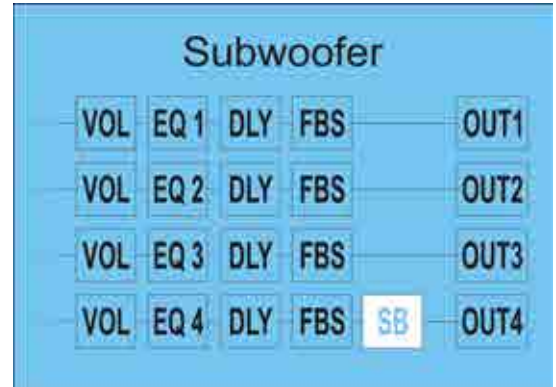 Subwoofer
VOL EQ 1 DLY FBS OUT1
VOL EQ 2 DLY FBS OUT2
VOL EQ 3 DLY FBS OUT3
VOL EQ 4 DLY FBS SB OUT4